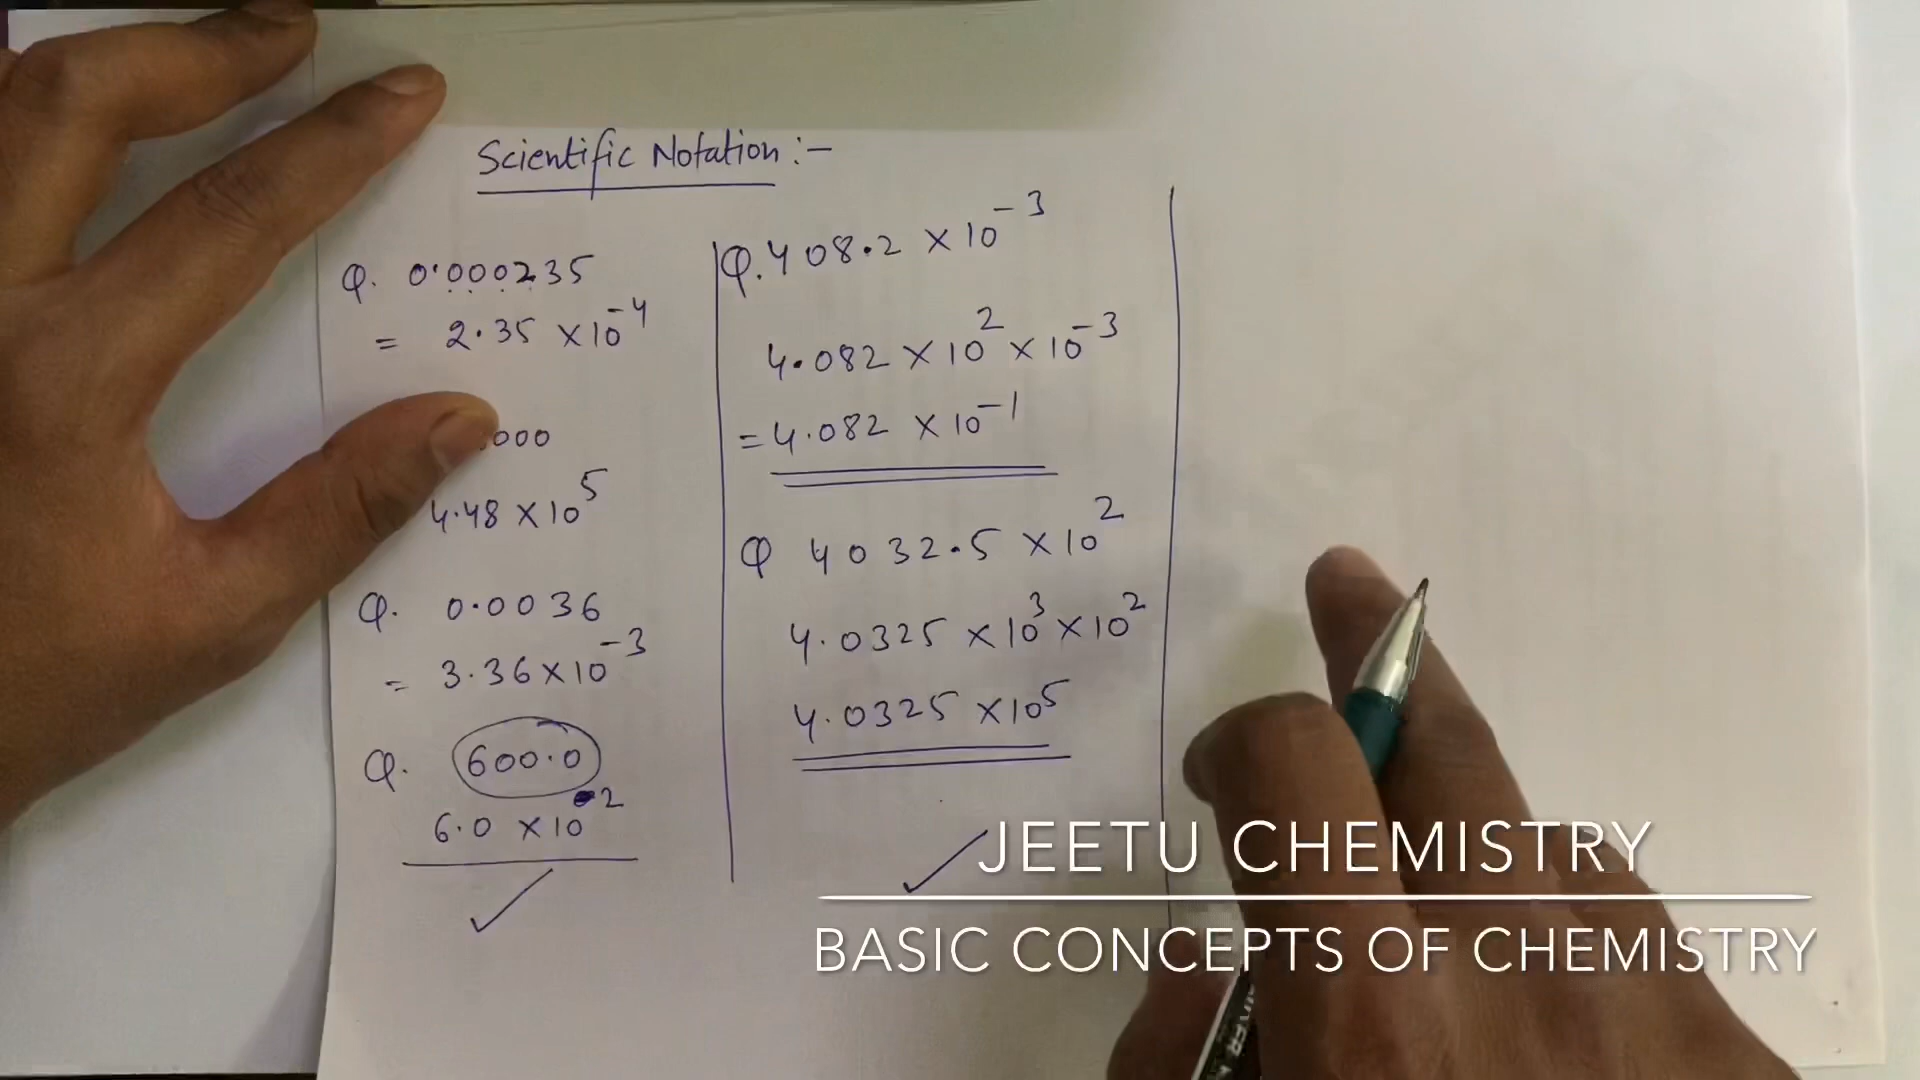 Scientific Notation :-
Q. 0.000235
= 2.35 × 10⁻⁴
000
4.48 × 10⁵
Q. 0.0036
= 3.36 × 10⁻³
Q. 600.0
6.0 × 10²
Q. 408.2 × 10⁻³
4.082 × 10² × 10⁻³
= 4.082 × 10⁻¹
Q 4032.5 × 10²
4.0325 × 10³ × 10²
4.0325 × 10⁵
JEETU CHEMISTRY
BASIC CONCEPTS OF CHEMISTRY